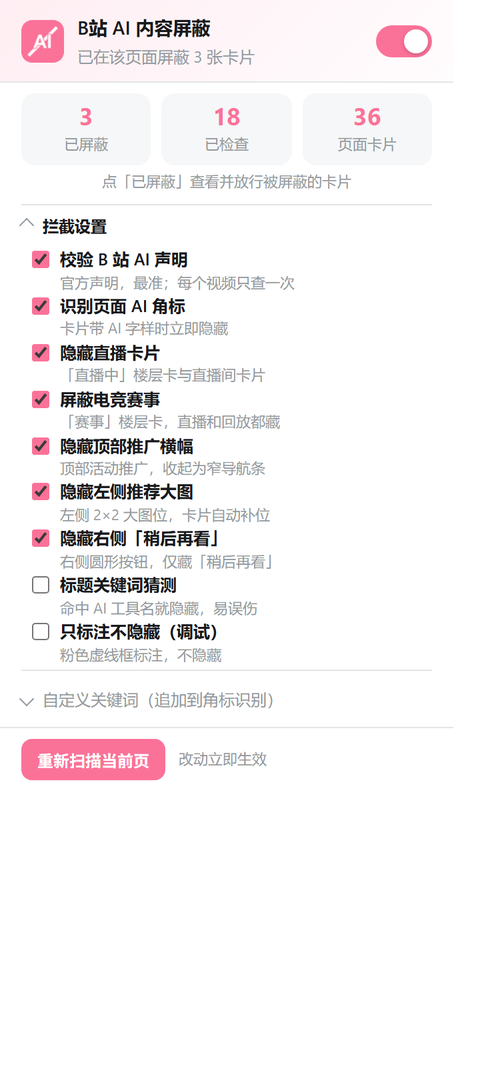 AI
B站 AI 内容屏蔽
已在该页面屏蔽 3 张卡片
3
已屏蔽
18
已检查
36
页面卡片
点「已屏蔽」查看并放行被屏蔽的卡片
拦截设置
校验 B 站 AI 声明
官方声明，最准；每个视频只查一次
识别页面 AI 角标
卡片带 AI 字样时立即隐藏
隐藏直播卡片
「直播中」楼层卡与直播间卡片
屏蔽电竞赛事
「赛事」楼层卡，直播和回放都藏
隐藏顶部推广横幅
顶部活动推广，收起为窄导航条
隐藏左侧推荐大图
左侧 2×2 大图位，卡片自动补位
隐藏右侧「稍后再看」
右侧圆形按钮，仅藏「稍后再看」
标题关键词猜测
命中 AI 工具名就隐藏，易误伤
只标注不隐藏（调试）
粉色虚线框标注，不隐藏
自定义关键词（追加到角标识别）
重新扫描当前页
改动立即生效